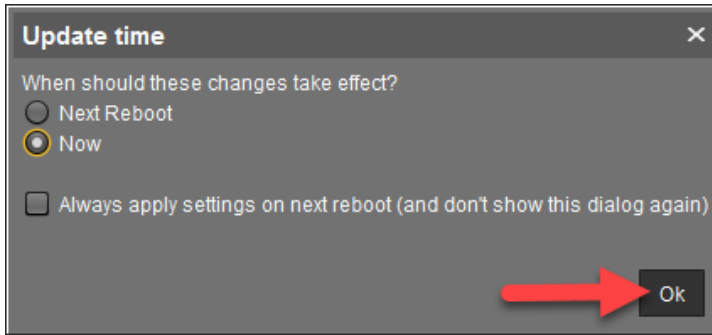 Update time
When should these changes take effect?
Next Reboot
Now
Always apply settings on next reboot (and don't show this dialog again)
Ok